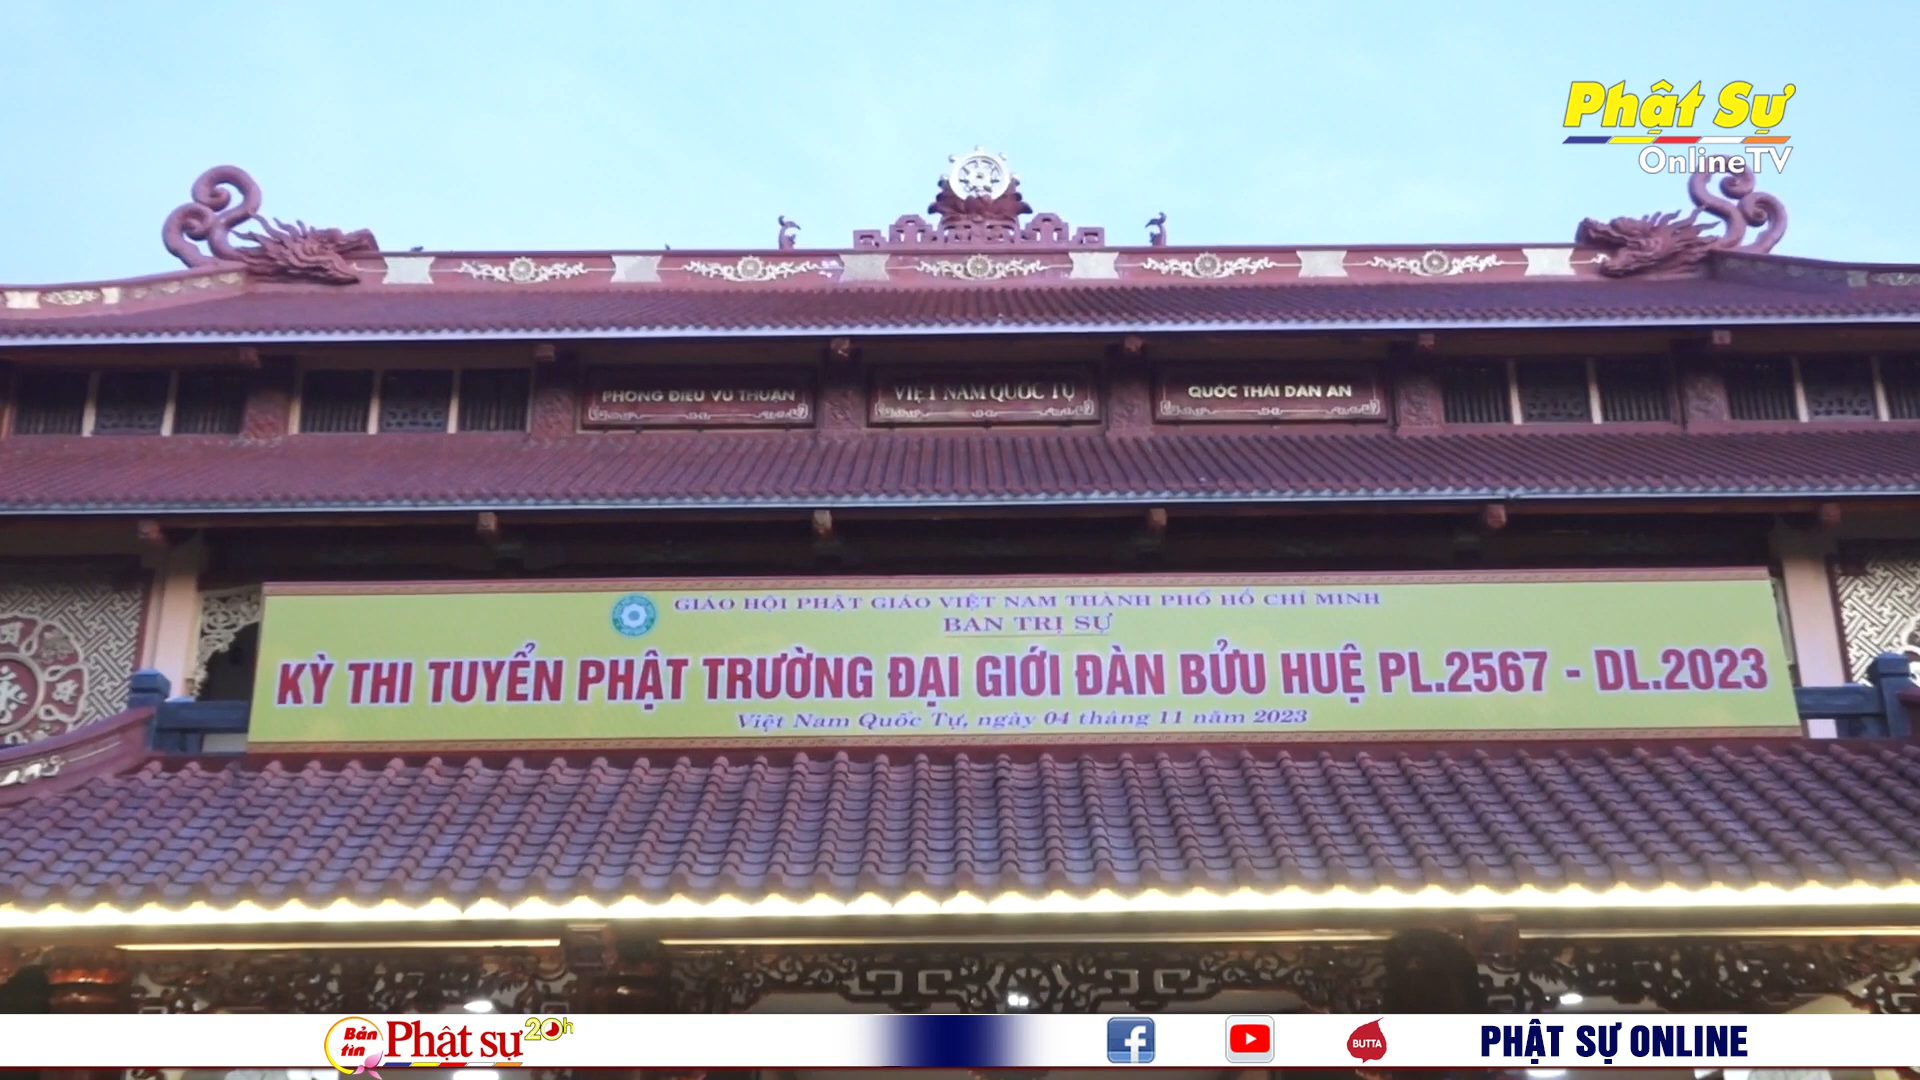 Phật Sự
OnlineTV
PHONG ĐIỀU VŨ THUẬN
VIỆT NAM QUỐC TỰ
QUỐC THÁI DÂN AN
GIÁO HỘI PHẬT GIÁO VIỆT NAM THÀNH PHỐ HỒ CHÍ MINH
BAN TRỊ SỰ
KỲ THI TUYỂN PHẬT TRƯỜNG ĐẠI GIỚI ĐÀN BỬU HUỆ PL.2567 - DL.2023
Việt Nam Quốc Tự, ngày 04 tháng 11 năm 2023
Bản tin Phật sự 20h
BUTTA
PHẬT SỰ ONLINE